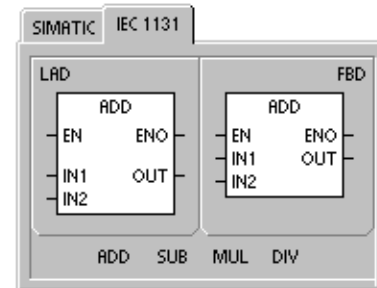 SIMATIC IEC 1131
LAD FBD
ADD ADD
EN ENO EN ENO
IN1 OUT IN1 OUT
IN2 IN2
ADD SUB MUL DIV